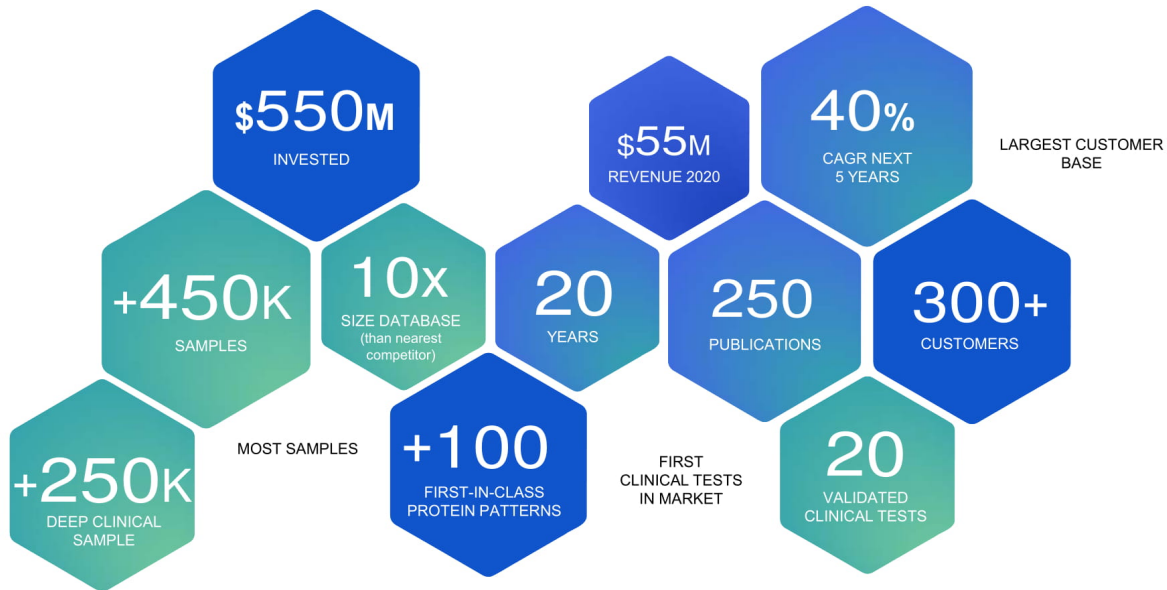 $550M
INVESTED
$55M
REVENUE 2020
40%
CAGR NEXT
5 YEARS
LARGEST CUSTOMER
BASE
+450K
SAMPLES
10x
SIZE DATABASE
(than nearest
competitor)
20
YEARS
250
PUBLICATIONS
300+
CUSTOMERS
+250K
DEEP CLINICAL
SAMPLE
MOST SAMPLES
+100
FIRST-IN-CLASS
PROTEIN PATTERNS
FIRST
CLINICAL TESTS
IN MARKET
20
VALIDATED
CLINICAL TESTS